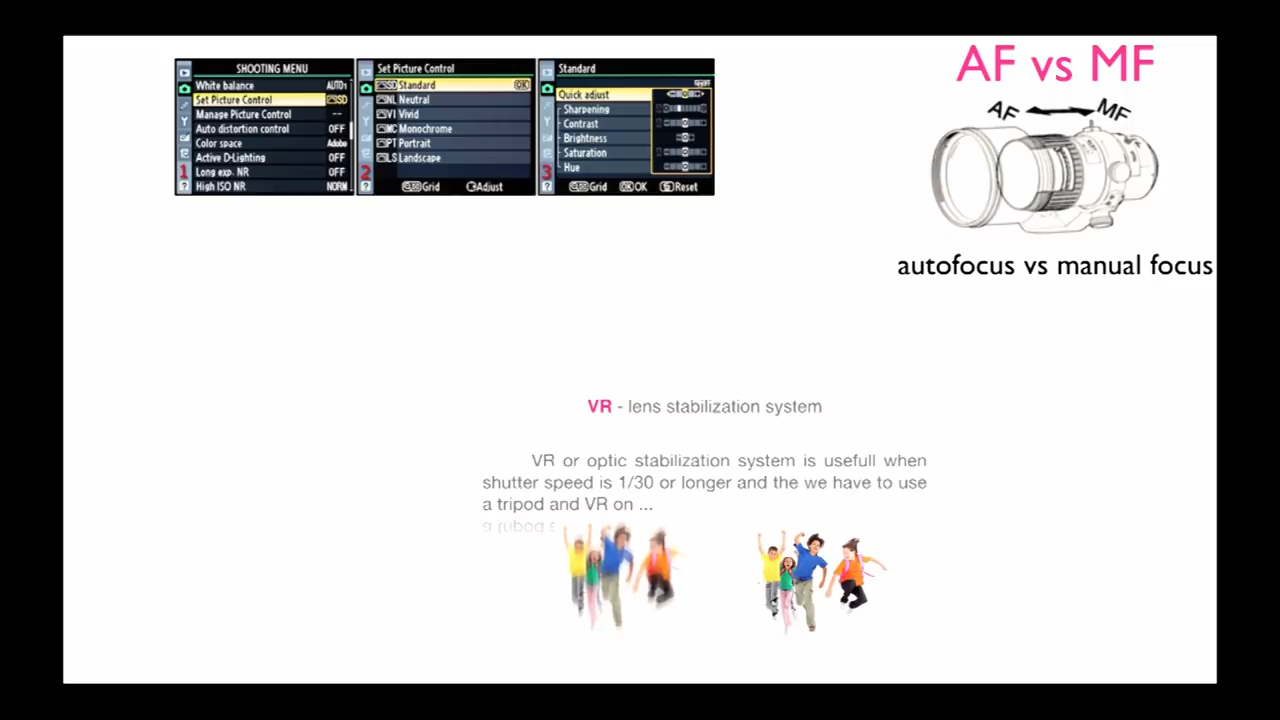 SHOOTING MENU
White balance AUTO1
Set Picture Control SD
Manage Picture Control --
Auto distortion control OFF
Color space Adobe
Active D-Lighting OFF
Long exp. NR OFF
High ISO NR NORM
1
?
Set Picture Control
SD Standard OK
NL Neutral
VI Vivid
MC Monochrome
PT Portrait
LS Landscape
2
?
Grid Adjust
Standard
Quick adjust
Sharpening
Contrast
Brightness
Saturation
Hue
3
?
Grid OK OK Reset
AF vs MF
AF MF
autofocus vs manual focus
VR - lens stabilization system
VR or optic stabilization system is usefull when
shutter speed is 1/30 or longer and the we have to use
a tripod and VR on ...